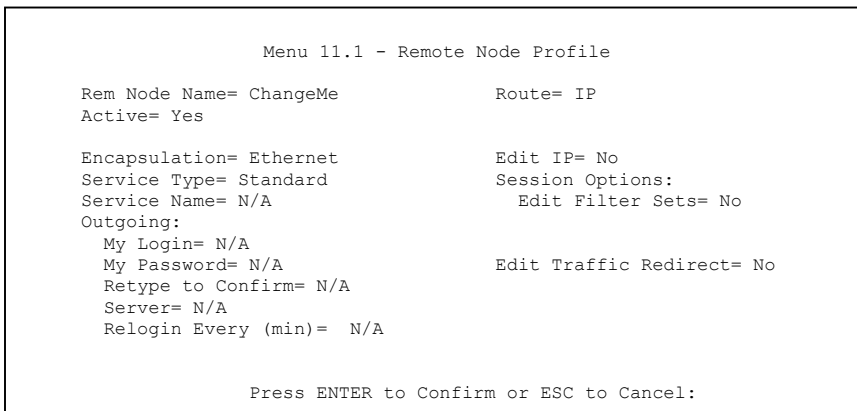 Menu 11.1 - Remote Node Profile
Rem Node Name= ChangeMe Route= IP
Active= Yes
Encapsulation= Ethernet Edit IP= No
Service Type= Standard Session Options:
Service Name= N/A Edit Filter Sets= No
Outgoing:
My Login= N/A
My Password= N/A Edit Traffic Redirect= No
Retype to Confirm= N/A
Server= N/A
Relogin Every (min)= N/A
Press ENTER to Confirm or ESC to Cancel: